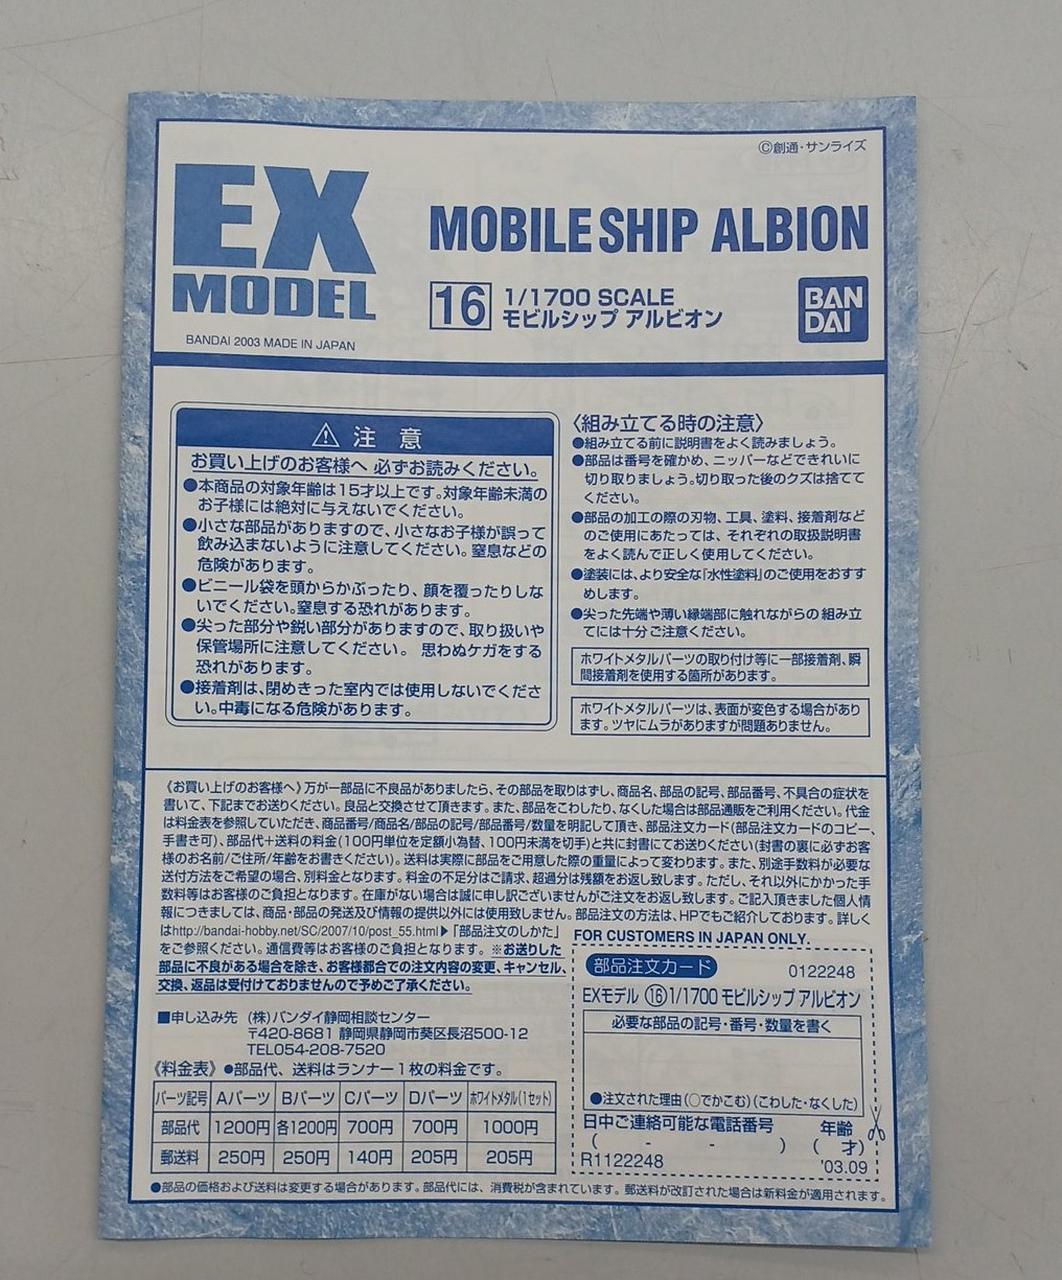 ©創通・サンライズ
EX
MODEL
MOBILE SHIP ALBION
16 1/1700 SCALE
モビルシップ アルビオン
BAN
DAI
BANDAI 2003 MADE IN JAPAN
⚠ 注 意
お買い上げのお客様へ 必ずお読みください。
●本商品の対象年齢は15才以上です。対象年齢未満の
お子様には絶対に与えないでください。
●小さな部品がありますので、小さなお子様が誤って
飲み込まないように注意してください。窒息などの
危険があります。
●ビニール袋を頭からかぶったり、顔を覆ったりしな
いでください。窒息する恐れがあります。
●尖った部分や鋭い部分がありますので、取り扱いや
保管場所に注意してください。 思わぬケガをする
恐れがあります。
●接着剤は、閉めきった室内では使用しないでくださ
い。中毒になる危険があります。
〈組み立てる時の注意〉
●組み立てる前に説明書をよく読みましょう。
●部品は番号を確かめ、ニッパーなどできれいに
切り取りましょう。切り取った後のクズは捨てて
ください。
●部品の加工の際の刃物、工具、塗料、接着剤など
のご使用にあたっては、それぞれの取扱説明書
をよく読んで正しく使用してください。
●塗装には、より安全な「水性塗料」のご使用をおすす
めします。
●尖った先端や薄い縁端部に触れながらの 組み立
てには十分ご注意ください。
ホワイトメタルパーツの取り付け等に一部接着剤、瞬
間接着剤を使用する箇所があります。
ホワイトメタルパーツは、表面が変色する場合があり
ます。ツヤにムラがありますが問題ありません。
《お買い上げのお客様へ》万が一部品に不良品がありましたら、その部品を取りはずし、商品名、部品の記号、部品番号、不具合の症状を
書いて、下記までお送りください。良品と交換させて頂きます。また、部品をこわしたり、なくした場合は部品通販をご利用ください。代金
は料金表を参照していただき、商品番号/商品名/部品の記号/部品番号/数量を明記して頂き、部品注文カード(部品注文カードのコピー、
手書き可)、部品代+送料の料金(100円単位を定額小為替、100円未満を切手)と共に封書にてお送りください(封書の裏に必ずお客
様のお名前/ご住所/年齢をお書きください)。送料は実際に部品をご用意した際の重量によって変わります。また、別途手数料が必要な
送付方法をご希望の場合、別料金となります。料金の不足分はご請求、超過分は残額をお返し致します。ただし、それ以外にかかった手
数料等はお客様のご負担となります。在庫がない場合は誠に申し訳ございませんがご注文をお返し致します。ご記入頂きました個人情
報につきましては、商品・部品の発送及び情報の提供以外には使用致しません。部品注文の方法は、HPでもご紹介しております。詳しく
はhttp://bandai-hobby.net/SC/2007/10/post_55.html▶「部品注文のしかた」
をご参照ください。通信費等はお客様のご負担となります。※お送りした
部品に不良がある場合を除き、お客様都合での注文内容の変更、キャンセル、
交換、返品は受付けておりませんので予めご了承ください。
■申し込み先 (株)バンダイ静岡相談センター
〒420-8681 静岡県静岡市葵区長沼500-12
TEL054-208-7520
《料金表》●部品代、送料はランナー1枚の料金です。
パーツ記号 Aパーツ Bパーツ Cパーツ Dパーツ ホワイトメタル(1セット)
部品代 1200円 各1200円 700円 700円 1000円
郵送料 250円 250円 140円 205円 205円
FOR CUSTOMERS IN JAPAN ONLY.
部品注文カード 0122248
EXモデル ⑯1/1700 モビルシップ アルビオン
必要な部品の記号・番号・数量を書く
●注文された理由(○でかこむ)(こわした・なくした)
日中ご連絡可能な電話番号 年齢
( - - ) ( 才)
R1122248 '03.09
●部品の価格および送料は変更する場合があります。部品代には、消費税が含まれています。郵送料が改訂された場合は新料金が適用されます。